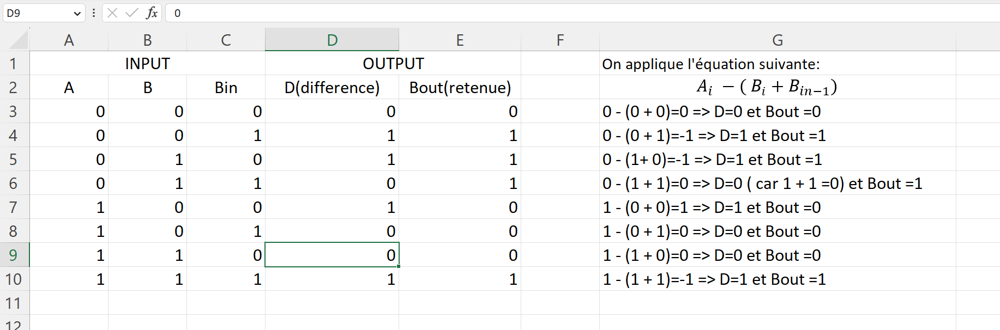 D9 fx 0
A B C D E F G
1 INPUT OUTPUT On applique l'équation suivante:
2 A B Bin D(difference) Bout(retenue) Aᵢ − ( Bᵢ + Bᵢₙ₋₁)
3 0 0 0 0 0 0 - (0 + 0)=0 => D=0 et Bout =0
4 0 0 1 1 1 0 - (0 + 1)=-1 => D=1 et Bout =1
5 0 1 0 1 1 0 - (1+ 0)=-1 => D=1 et Bout =1
6 0 1 1 0 1 0 - (1 + 1)=0 => D=0 ( car 1 + 1 =0) et Bout =1
7 1 0 0 1 0 1 - (0 + 0)=1 => D=1 et Bout =0
8 1 0 1 0 0 1 - (0 + 1)=0 => D=0 et Bout =0
9 1 1 0 0 0 1 - (1 + 0)=0 => D=0 et Bout =0
10 1 1 1 1 1 1 - (1 + 1)=-1 => D=1 et Bout =1
11
12